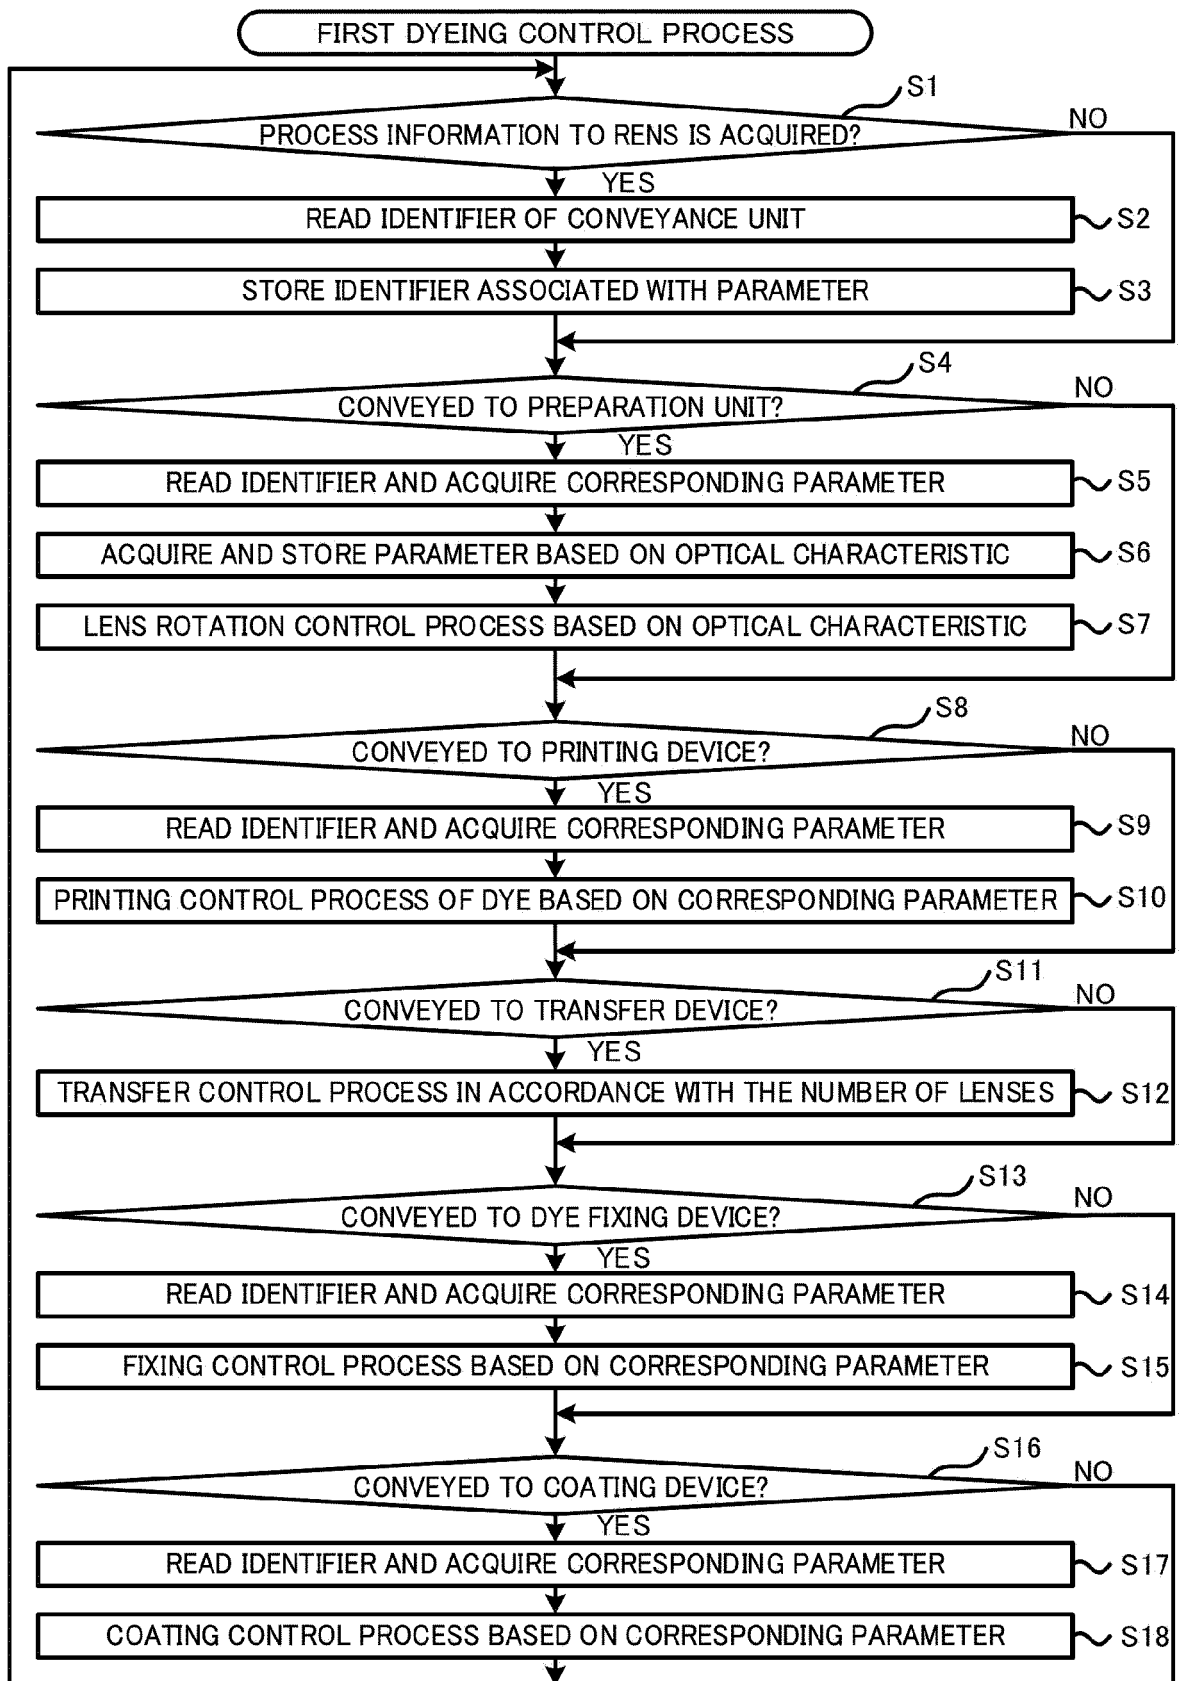 FIRST DYEING CONTROL PROCESS
S1
PROCESS INFORMATION TO RENS IS ACQUIRED?
NO
YES
READ IDENTIFIER OF CONVEYANCE UNIT
S2
STORE IDENTIFIER ASSOCIATED WITH PARAMETER
S3
S4
CONVEYED TO PREPARATION UNIT?
NO
YES
READ IDENTIFIER AND ACQUIRE CORRESPONDING PARAMETER
S5
ACQUIRE AND STORE PARAMETER BASED ON OPTICAL CHARACTERISTIC
S6
LENS ROTATION CONTROL PROCESS BASED ON OPTICAL CHARACTERISTIC
S7
S8
CONVEYED TO PRINTING DEVICE?
NO
YES
READ IDENTIFIER AND ACQUIRE CORRESPONDING PARAMETER
S9
PRINTING CONTROL PROCESS OF DYE BASED ON CORRESPONDING PARAMETER
S10
S11
CONVEYED TO TRANSFER DEVICE?
NO
YES
TRANSFER CONTROL PROCESS IN ACCORDANCE WITH THE NUMBER OF LENSES
S12
S13
CONVEYED TO DYE FIXING DEVICE?
NO
YES
READ IDENTIFIER AND ACQUIRE CORRESPONDING PARAMETER
S14
FIXING CONTROL PROCESS BASED ON CORRESPONDING PARAMETER
S15
S16
CONVEYED TO COATING DEVICE?
NO
YES
READ IDENTIFIER AND ACQUIRE CORRESPONDING PARAMETER
S17
COATING CONTROL PROCESS BASED ON CORRESPONDING PARAMETER
S18